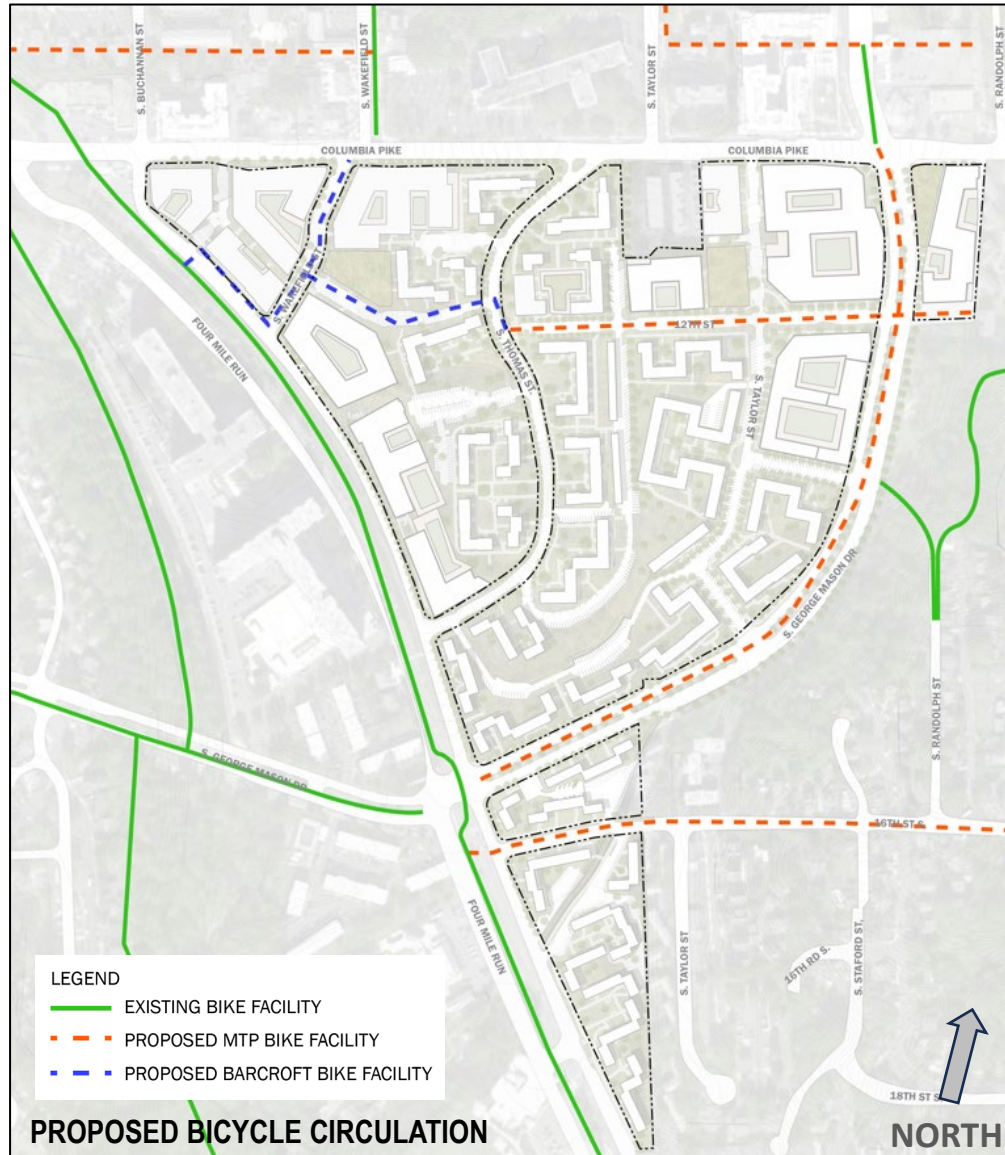 S. BUCHANNAN ST
S. WAKEFIELD ST
S. TAYLOR ST
S. RANDOLPH ST
COLUMBIA PIKE
COLUMBIA PIKE
S. WAKEFIELD ST
FOUR MILE RUN
S. THOMAS ST.
12TH ST
S. TAYLOR ST
S. GEORGE MASON DR
S. RANDOLPH ST
S. GEORGE MASON DR
16TH ST S.
FOUR MILE RUN
S. TAYLOR ST
16TH RD S.
S. STAFORD ST.
18TH ST S
LEGEND
EXISTING BIKE FACILITY
PROPOSED MTP BIKE FACILITY
PROPOSED BARCROFT BIKE FACILITY
PROPOSED BICYCLE CIRCULATION
NORTH